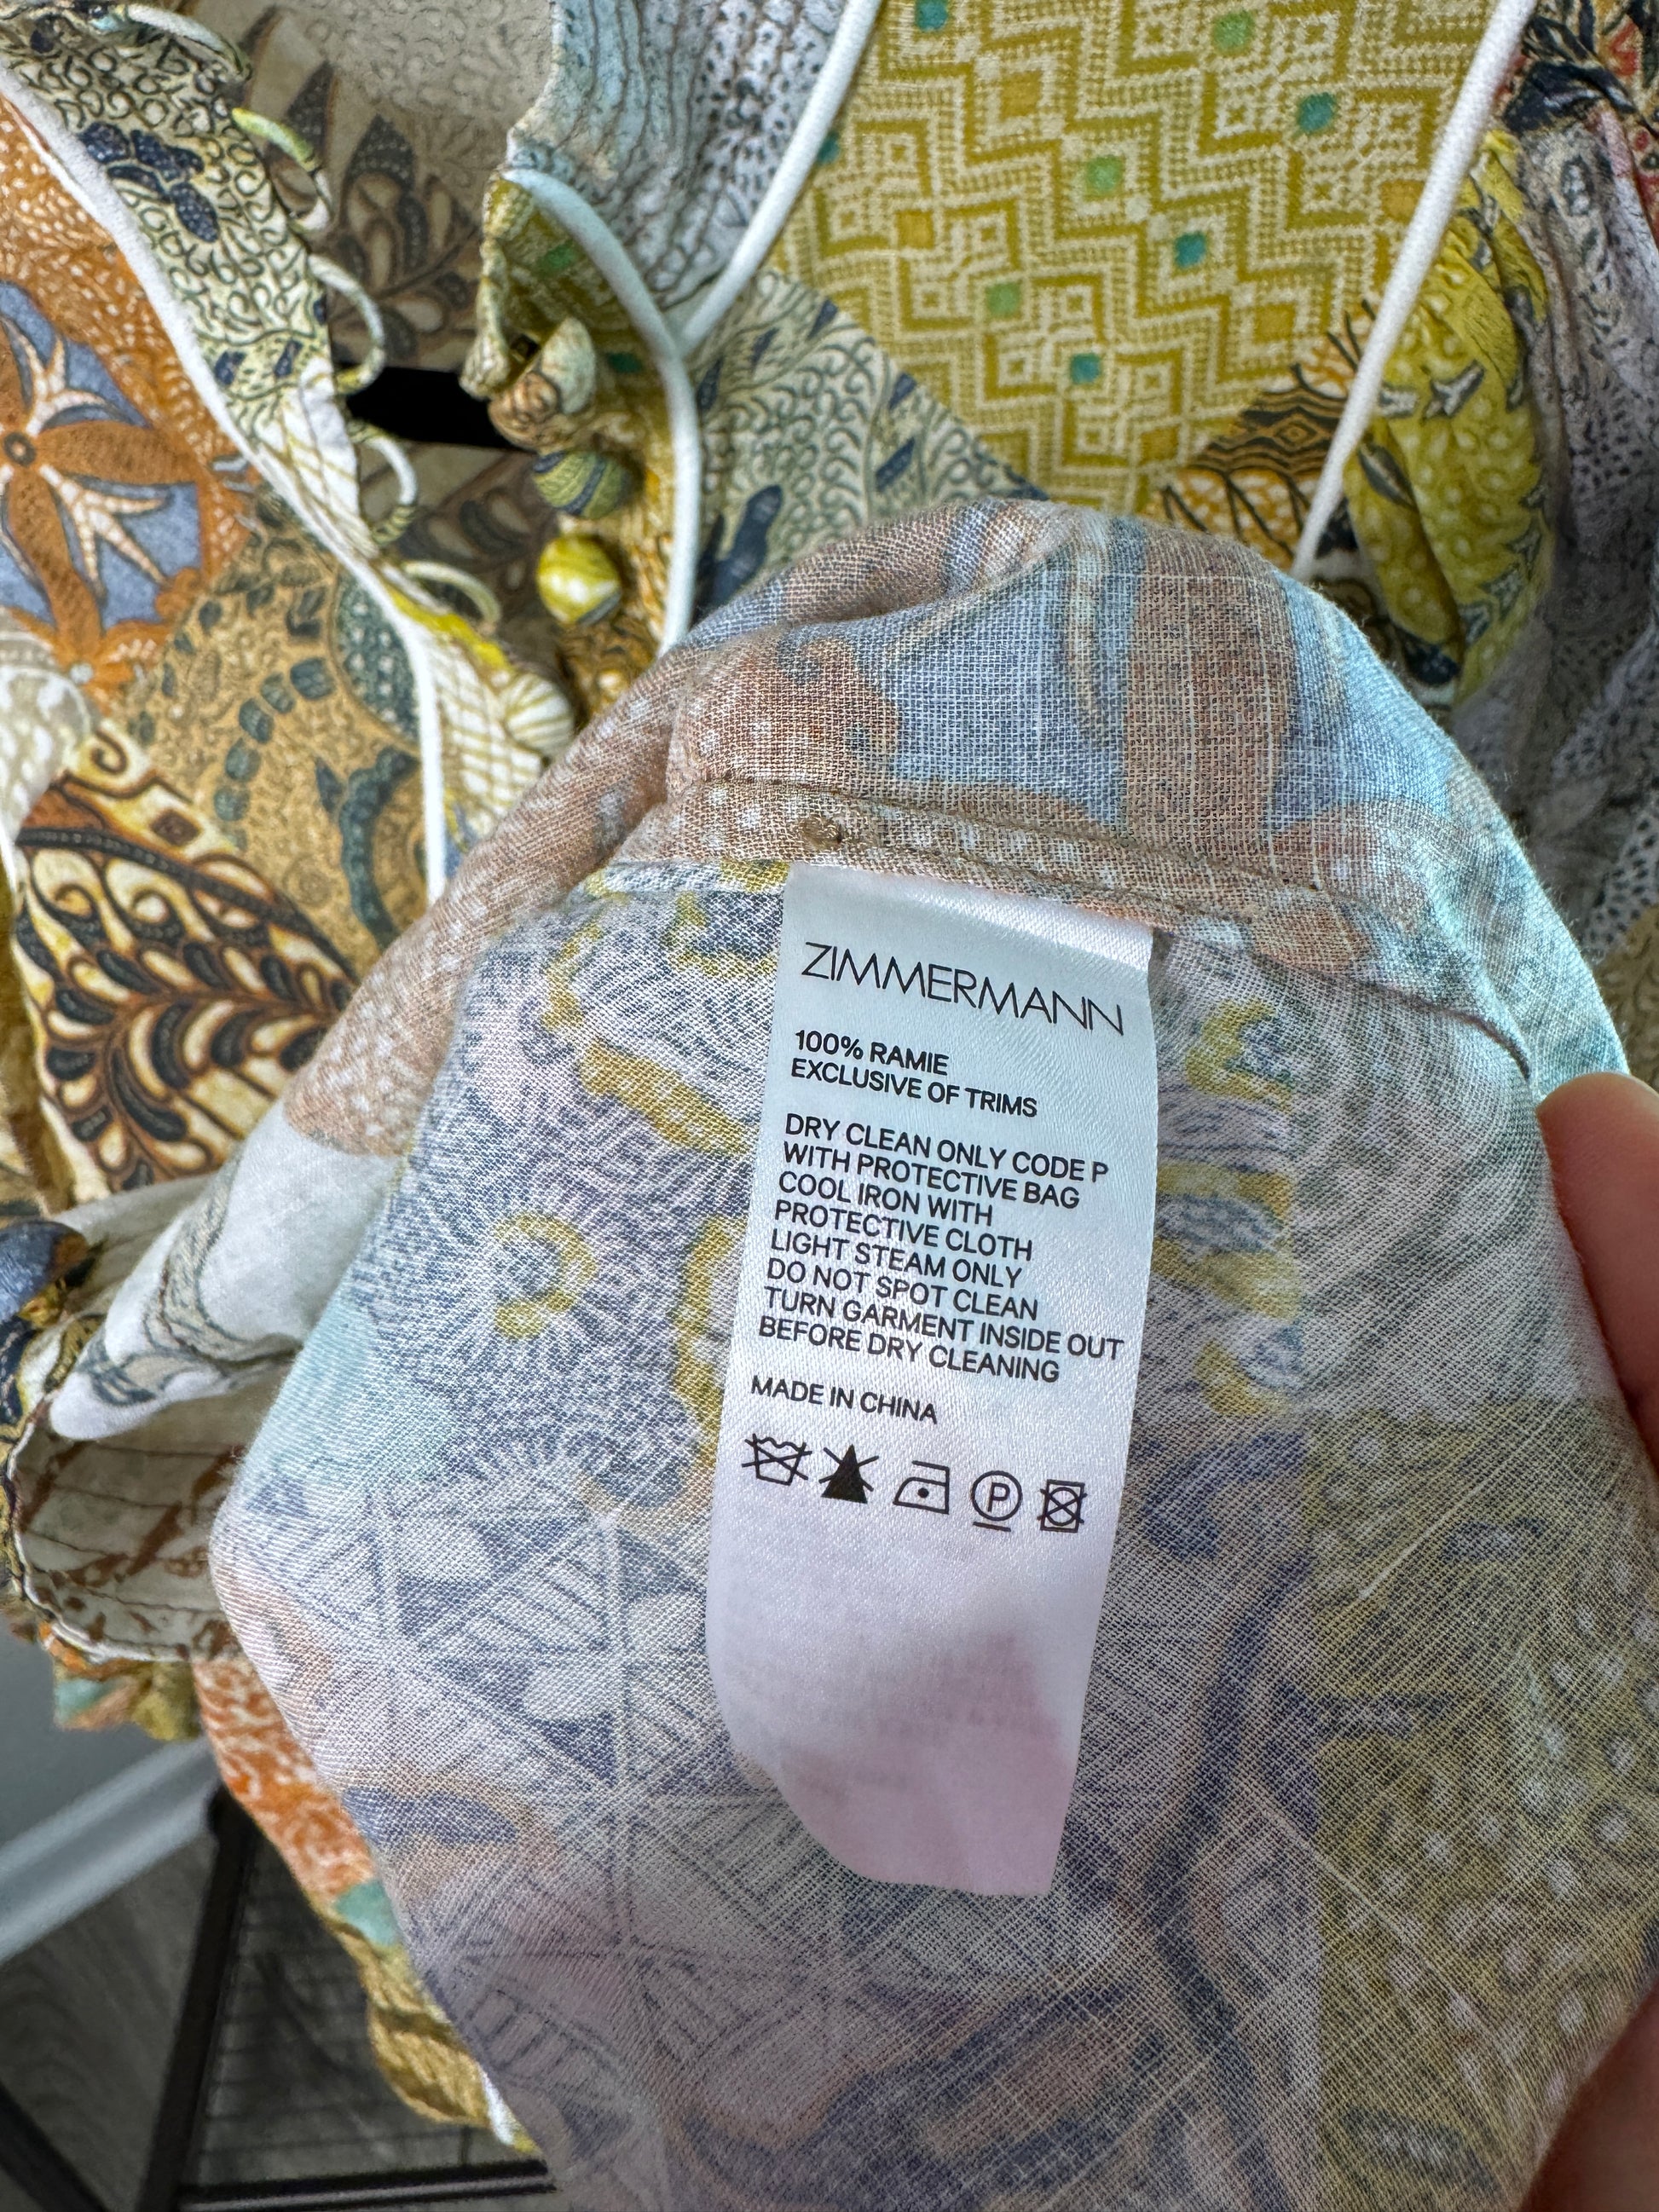 ZIMMERMANN
100% RAMIE
EXCLUSIVE OF TRIMS
DRY CLEAN ONLY CODE P
WITH PROTECTIVE BAG
COOL IRON WITH
PROTECTIVE CLOTH
LIGHT STEAM ONLY
DO NOT SPOT CLEAN
TURN GARMENT INSIDE OUT
BEFORE DRY CLEANING
MADE IN CHINA
P